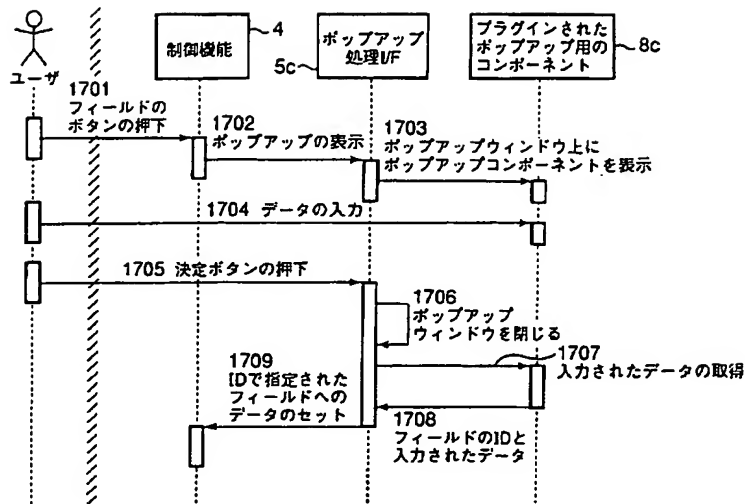 ユーザ
制御機能
4
ポップアップ
処理I/F
5c
プラグインされた
ポップアップ用の
コンポーネント
8c
1701
フィールドの
ボタンの押下
1702
ポップアップの表示
1703
ポップアップウィンドウ上に
ポップアップコンポーネントを表示
1704 データの入力
1705 決定ボタンの押下
1706
ポップアップ
ウィンドウを閉じる
1707
入力されたデータの取得
1708
フィールドのIDと
入力されたデータ
1709
IDで指定された
フィールドへの
データのセット